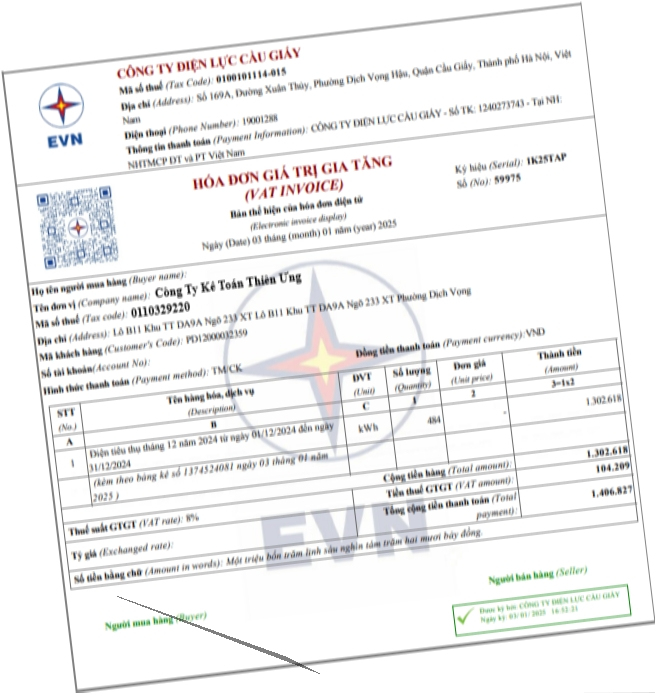 CÔNG TY ĐIỆN LỰC CẦU GIẤY
Mã số thuế (Tax Code): 0100101114-015
Địa chỉ (Address): Số 169A, Đường Xuân Thủy, Phường Dịch Vọng Hậu, Quận Cầu Giấy, Thành phố Hà Nội, Việt
Nam
Điện thoại (Phone Number): 19001288
Thông tin thanh toán (Payment Information): CÔNG TY ĐIỆN LỰC CẦU GIẤY - Số TK: 1240273743 - Tại NH:
NHTMCP ĐT và PT Việt Nam
EVN
HÓA ĐƠN GIÁ TRỊ GIA TĂNG
(VAT INVOICE)
Bản thể hiện của hóa đơn điện tử
(Electronic invoice display)
Ngày (Date) 03 tháng (month) 01 năm (year) 2025
Ký hiệu (Serial): 1K25TAP
Số (No): 59975
Họ tên người mua hàng (Buyer name):
Tên đơn vị (Company name): Công Ty Kế Toán Thiên Ưng
Mã số thuế (Tax code): 0110329220
Địa chỉ (Address): Lô B11 Khu TT DA9A Ngõ 233 XT Lô B11 Khu TT DA9A Ngõ 233 XT Phường Dịch Vọng
Mã khách hàng (Customer's Code): PD12000032359
Số tài khoản(Account No):
Hình thức thanh toán (Payment method): TM/CK
Đồng tiền thanh toán (Payment currency):VND
STT
(No.)
Tên hàng hóa, dịch vụ
(Description)
ĐVT
(Unit)
Số lượng
(Quantity)
Đơn giá
(Unit price)
Thành tiền
(Amount)
A
B
C
1
2
3=1x2
1
Điện tiêu thụ tháng 12 năm 2024 từ ngày 01/12/2024 đến ngày
31/12/2024
kWh
484
-
1.302.618
(kèm theo bảng kê số 1374524081 ngày 03 tháng 01 năm
2025 )
Cộng tiền hàng (Total amount):
1.302.618
Thuế suất GTGT (VAT rate): 8%
Tiền thuế GTGT (VAT amount):
104.209
Tỷ giá (Exchanged rate):
Tổng cộng tiền thanh toán (Total
payment):
1.406.827
Số tiền bằng chữ (Amount in words): Một triệu bốn trăm linh sáu nghìn tám trăm hai mươi bảy đồng.
EVN
Người mua hàng (Buyer)
Người bán hàng (Seller)
Được ký bởi: CÔNG TY ĐIỆN LỰC CẦU GIẤY
Ngày ký: 03/01/2025 16:32:21